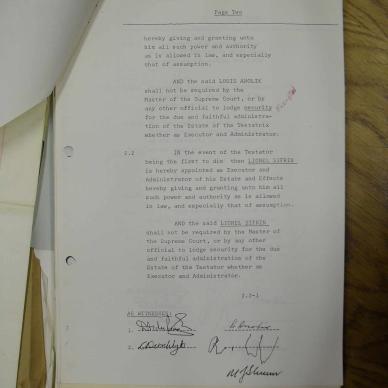 Page Two
hereby giving and granting unto
him all such power and authority
as is allowed in law, and especially
that of assumption.
AND the said LOUIS AWOLIK
shall not be required by the
Master of the Supreme Court, or by
any other official to lodge security
for the due and faithful administra-
tion of the Estate of the Testatrix
whether as Executor and Administrator.
2.2 IN the event of the Testator
being the first to die then LIONEL SIFRIN
is hereby appointed as Executor and
Administrator of his Estate and Effects
hereby giving and granting unto him all
such power and authority as is allowed
in law, and especially that of assumption.
AND the said LIONEL SIFRIN
shall not be required by the Master of
the Supreme Court, or by any other
official to lodge security for the due
and faithful administration of the
Estate of the Testator whether as
Executor and Administrator.
AS WITNESSES:
1.
2.